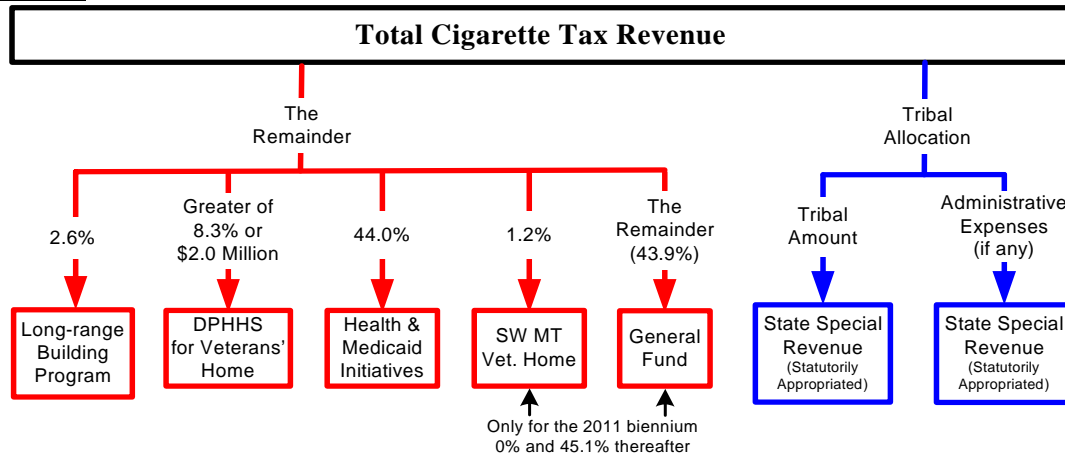 Total Cigarette Tax Revenue
The
Remainder
Tribal
Allocation
2.6%
Greater of
8.3% or
$2.0 Million
44.0%
1.2%
The
Remainder
(43.9%)
Tribal
Amount
Administrative
Expenses
(if any)
Long-range
Building
Program
DPHHS
for Veterans'
Home
Health &
Medicaid
Initiatives
SW MT
Vet. Home
General
Fund
State Special
Revenue
(Statutorily
Appropriated)
State Special
Revenue
(Statutorily
Appropriated)
Only for the 2011 biennium
0% and 45.1% thereafter